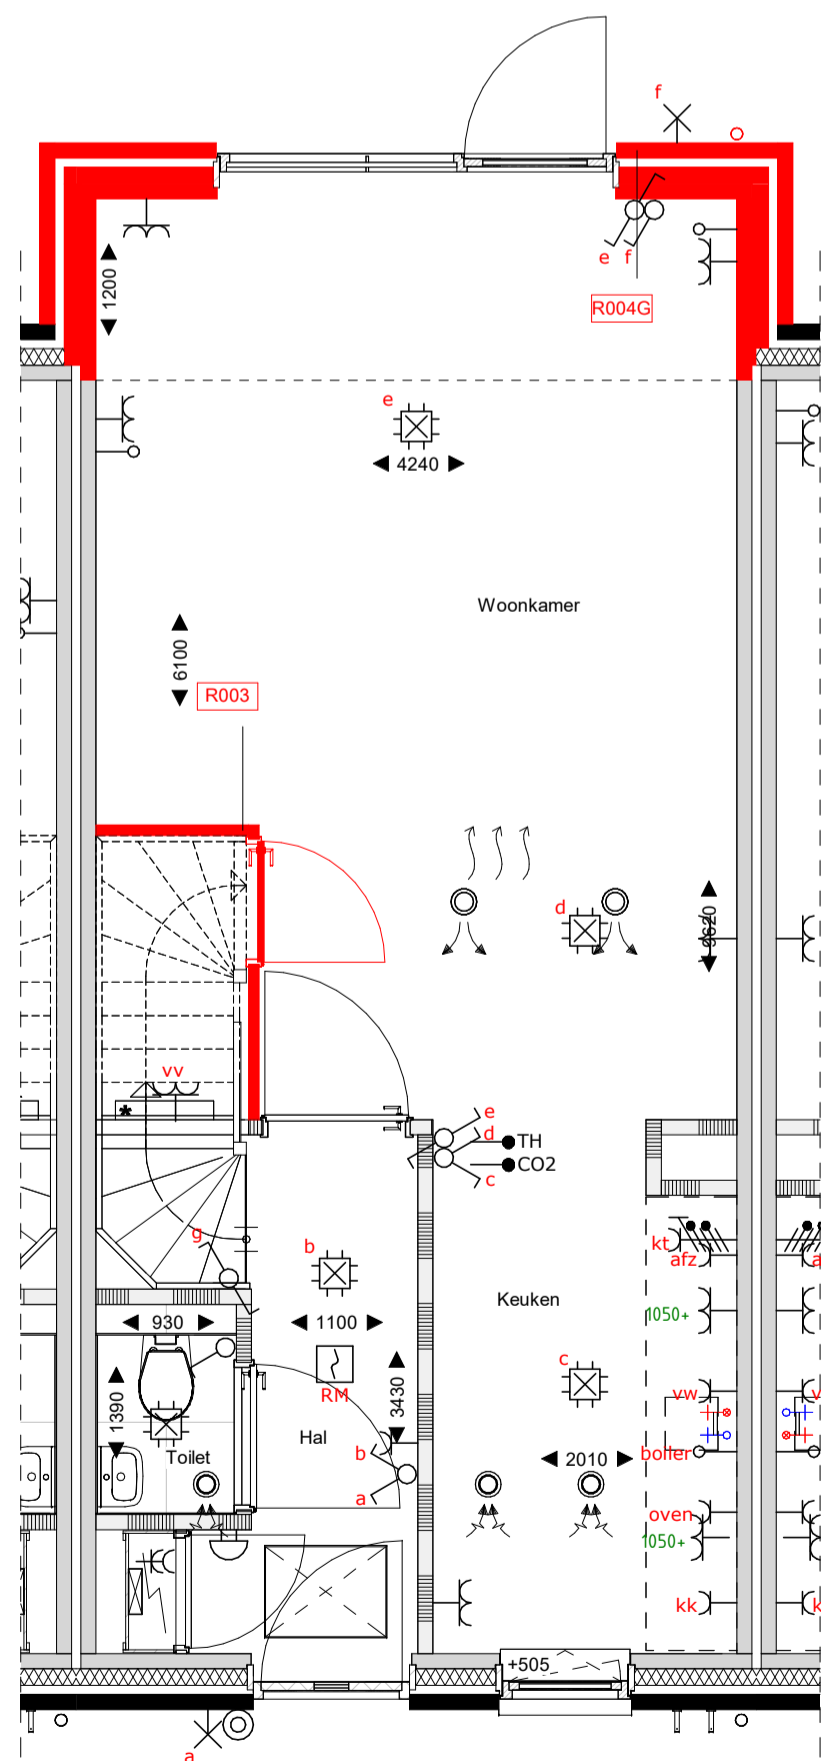 f
e f
R004G
1200
e
4240
Woonkamer
6100
R003
d
9620
vv
*
e
d
TH
CO2
c
g
b
kt
afz
a
Keuken
1050+
930
1100
c
RM
1390
3430
vw
v
Hal
b
boiler
Toilet
2010
a
oven
1050+
kk
k
+505
a